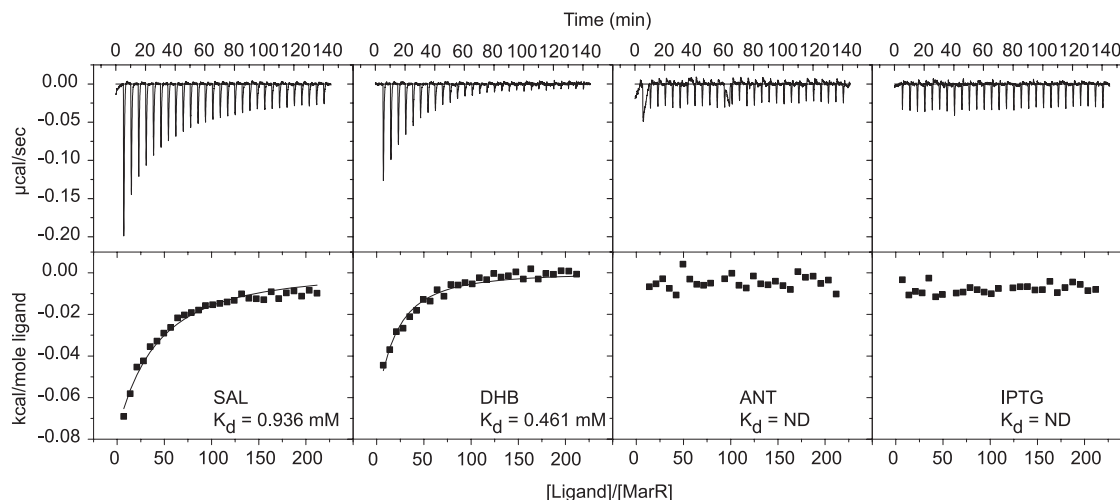 Time (min)
0 20 40 60 80 100 120 140 0 20 40 60 80 100 120 140 0 20 40 60 80 100 120 140 0 20 40 60 80 100 120 140
0.00
-0.05
-0.10
-0.15
-0.20
µcal/sec
0.00
-0.02
-0.04
-0.06
-0.08
kcal/mole ligand
SAL DHB ANT IPTG
Kd = 0.936 mM Kd = 0.461 mM Kd = ND Kd = ND
0 50 100 150 200 0 50 100 150 200 0 50 100 150 200 0 50 100 150 200
[Ligand]/[MarR]